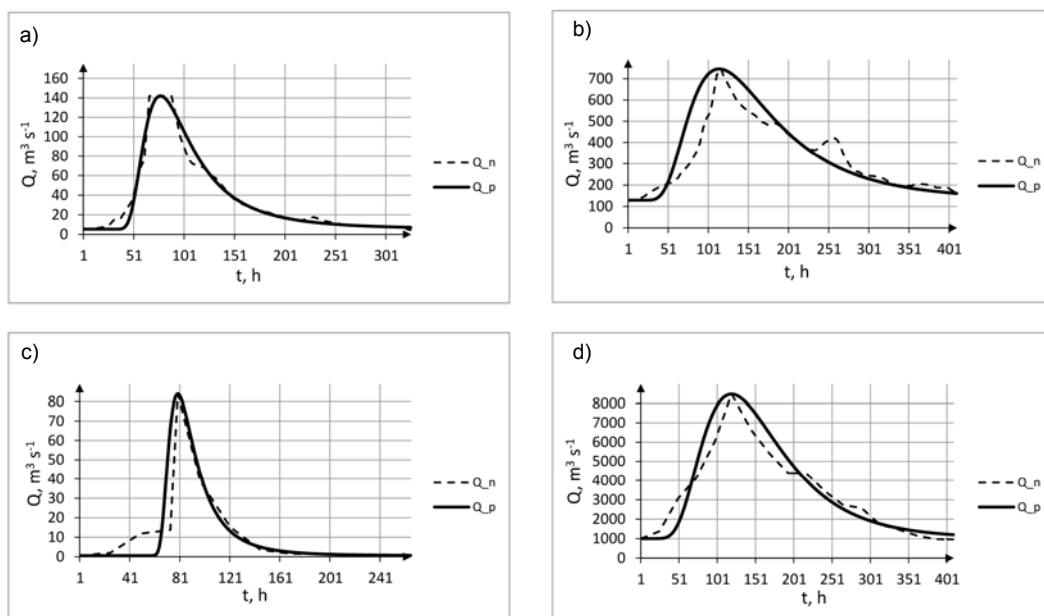 a)
160
140
120
100
80
60
40
20
0
Q, m³ s⁻¹
1 51 101 151 201 251 301
t, h
Q_n
Q_p
b)
700
600
500
400
300
200
100
0
Q, m³ s⁻¹
1 51 101 151 201 251 301 351 401
t, h
Q_n
Q_p
c)
80
70
60
50
40
30
20
10
0
Q, m³ s⁻¹
1 41 81 121 161 201 241
t, h
Q_n
Q_p
d)
8000
7000
6000
5000
4000
3000
2000
1000
0
Q, m³ s⁻¹
1 51 101 151 201 251 301 351 401
t, h
Q_n
Q_p